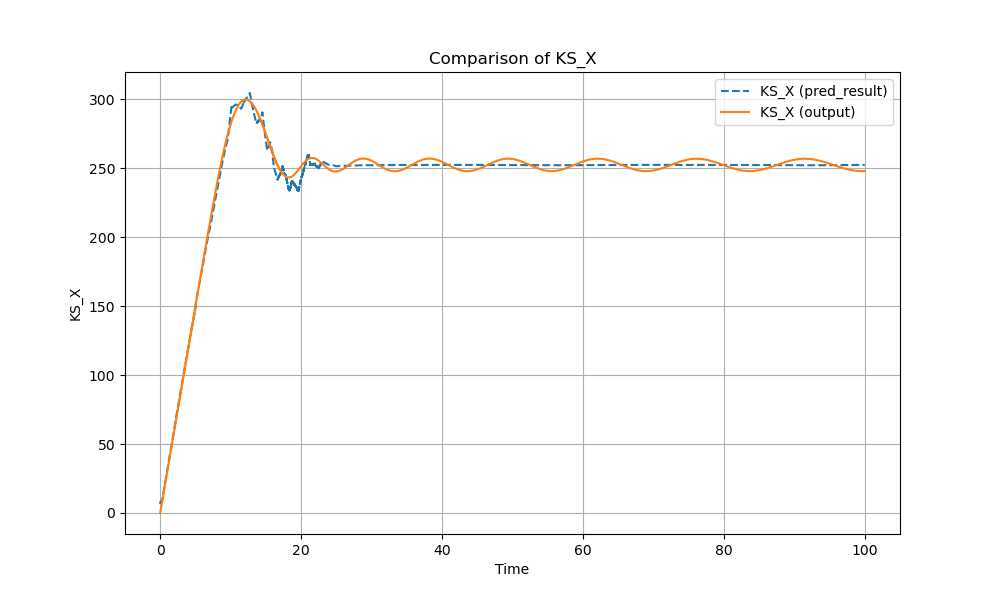 Comparison of KS_X
KS_X (pred_result)
KS_X (output)
300
250
200
150
100
50
0
KS_X
0 20 40 60 80 100
Time